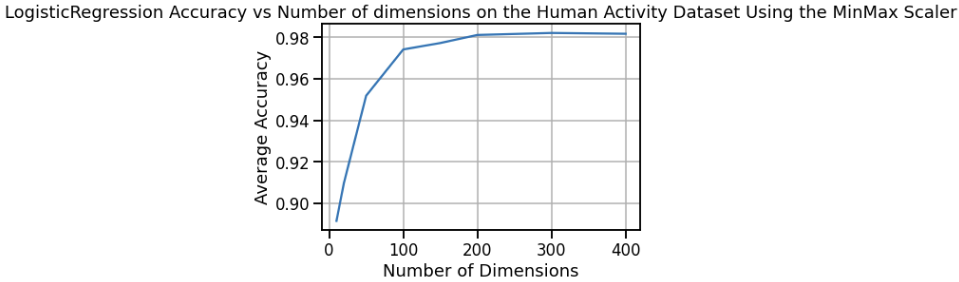 LogisticRegression Accuracy vs Number of dimensions on the Human Activity Dataset Using the MinMax Scaler
0.98
0.96
0.94
0.92
0.90
Average Accuracy
0 100 200 300 400
Number of Dimensions